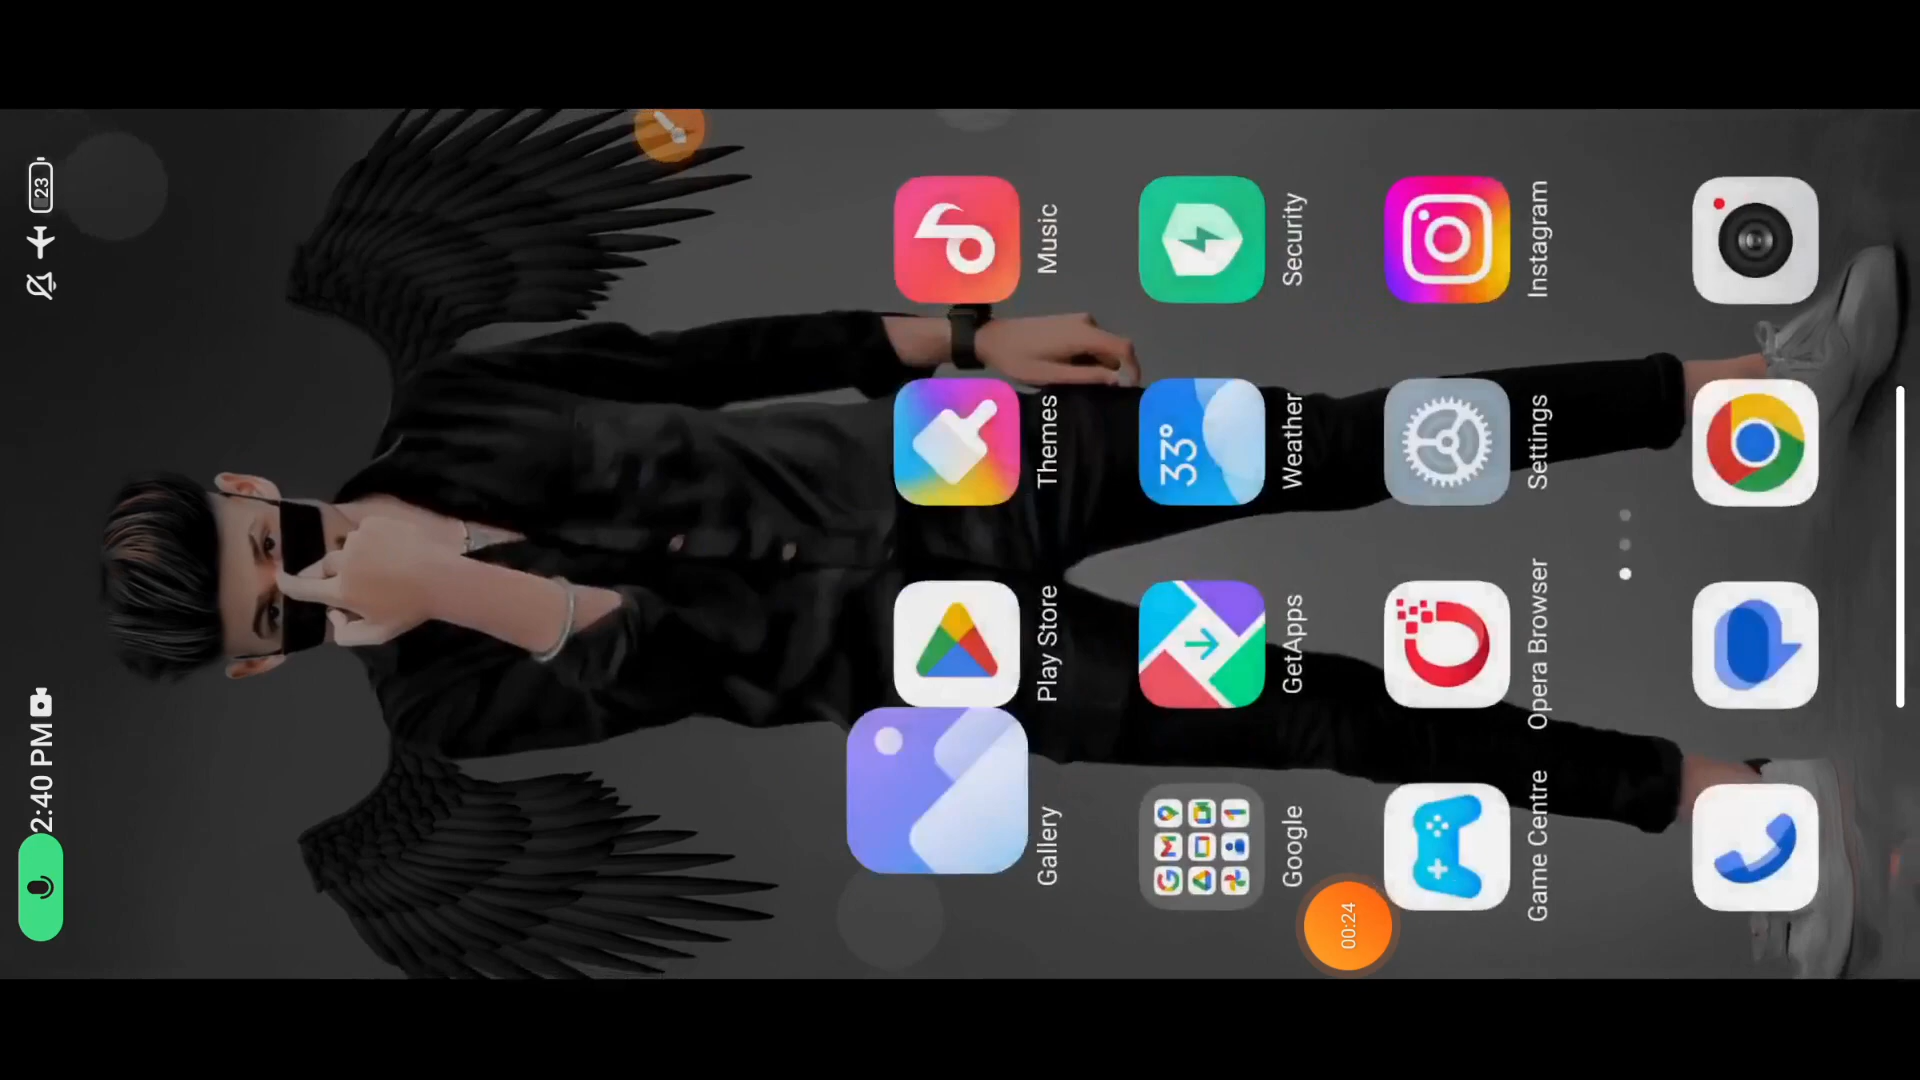 2:40 PM
23
Gallery
Play Store
Themes
Music
Google
GetApps
33°
Weather
Security
Game Centre
Opera Browser
Settings
Instagram
00:24